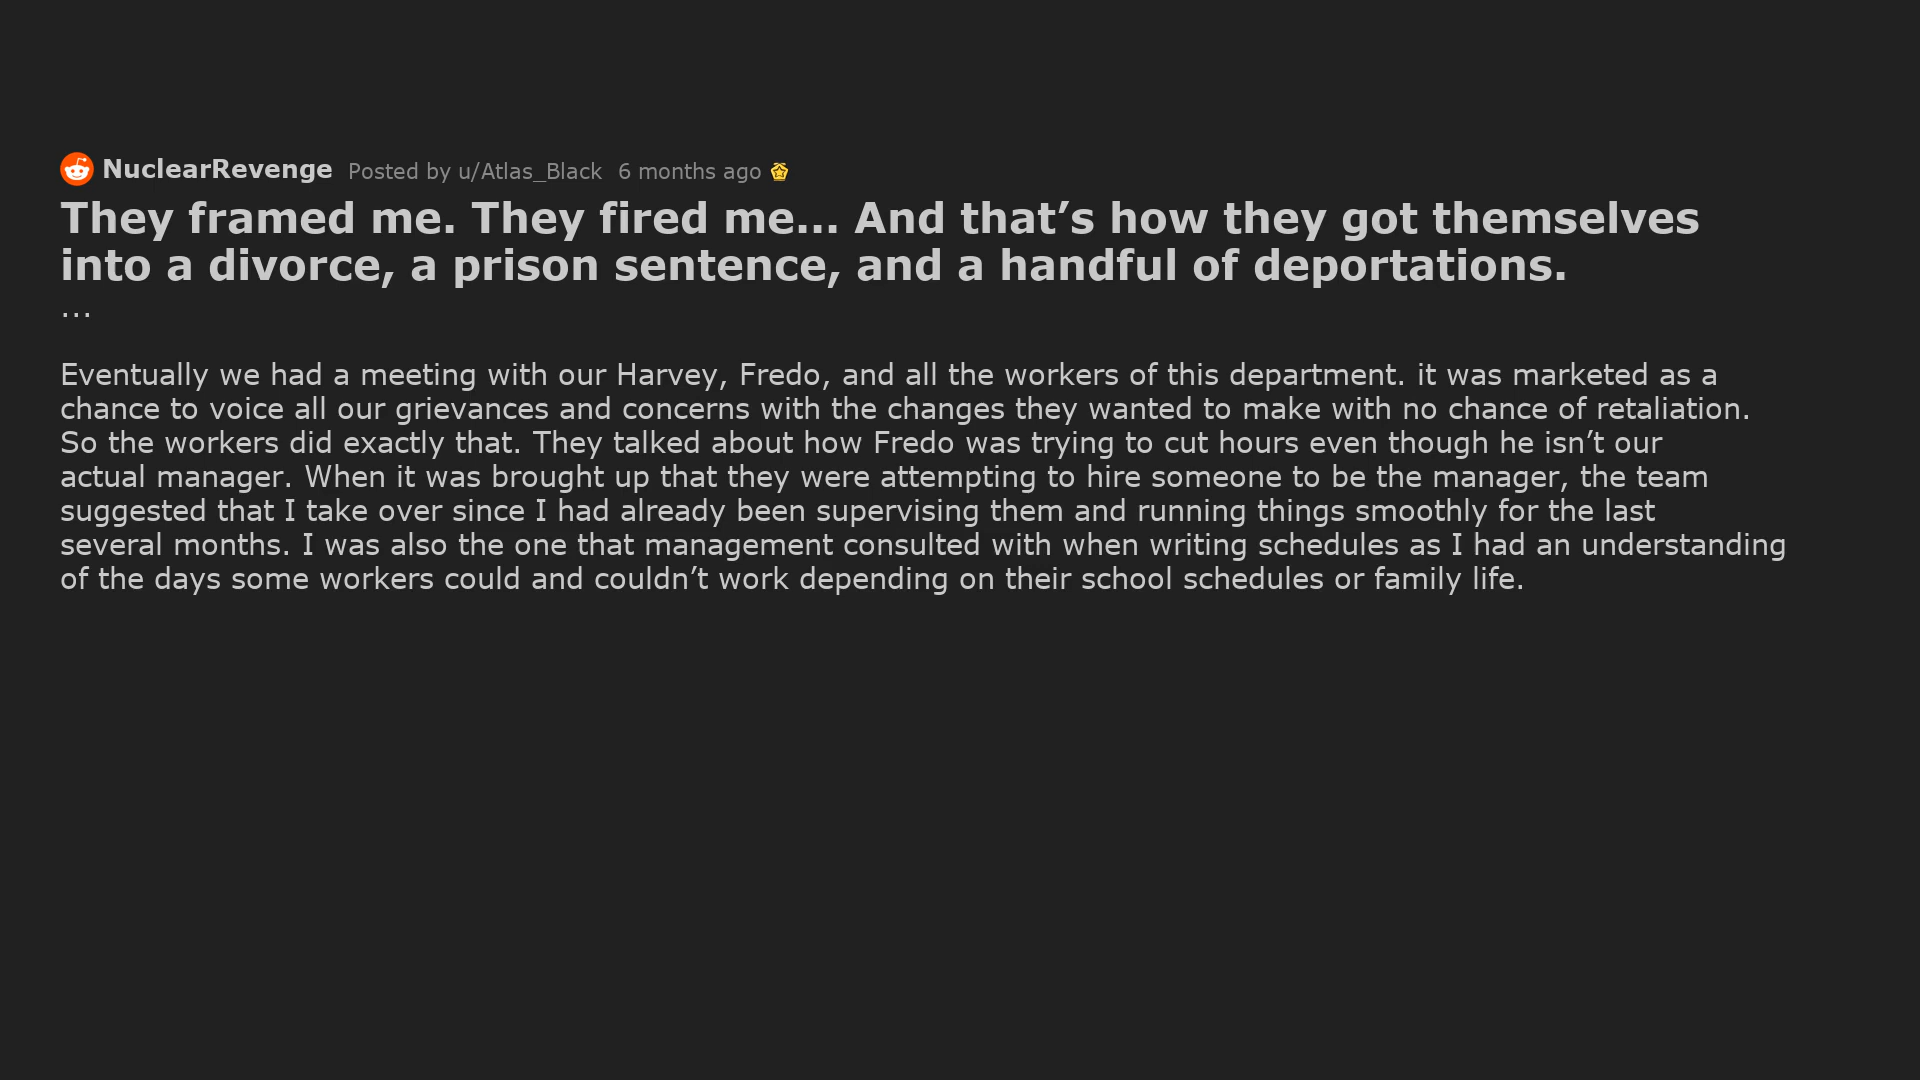 NuclearRevenge Posted by u/Atlas_Black 6 months ago
They framed me. They fired me... And that’s how they got themselves
into a divorce, a prison sentence, and a handful of deportations.
...
Eventually we had a meeting with our Harvey, Fredo, and all the workers of this department. it was marketed as a
chance to voice all our grievances and concerns with the changes they wanted to make with no chance of retaliation.
So the workers did exactly that. They talked about how Fredo was trying to cut hours even though he isn’t our
actual manager. When it was brought up that they were attempting to hire someone to be the manager, the team
suggested that I take over since I had already been supervising them and running things smoothly for the last
several months. I was also the one that management consulted with when writing schedules as I had an understanding
of the days some workers could and couldn’t work depending on their school schedules or family life.